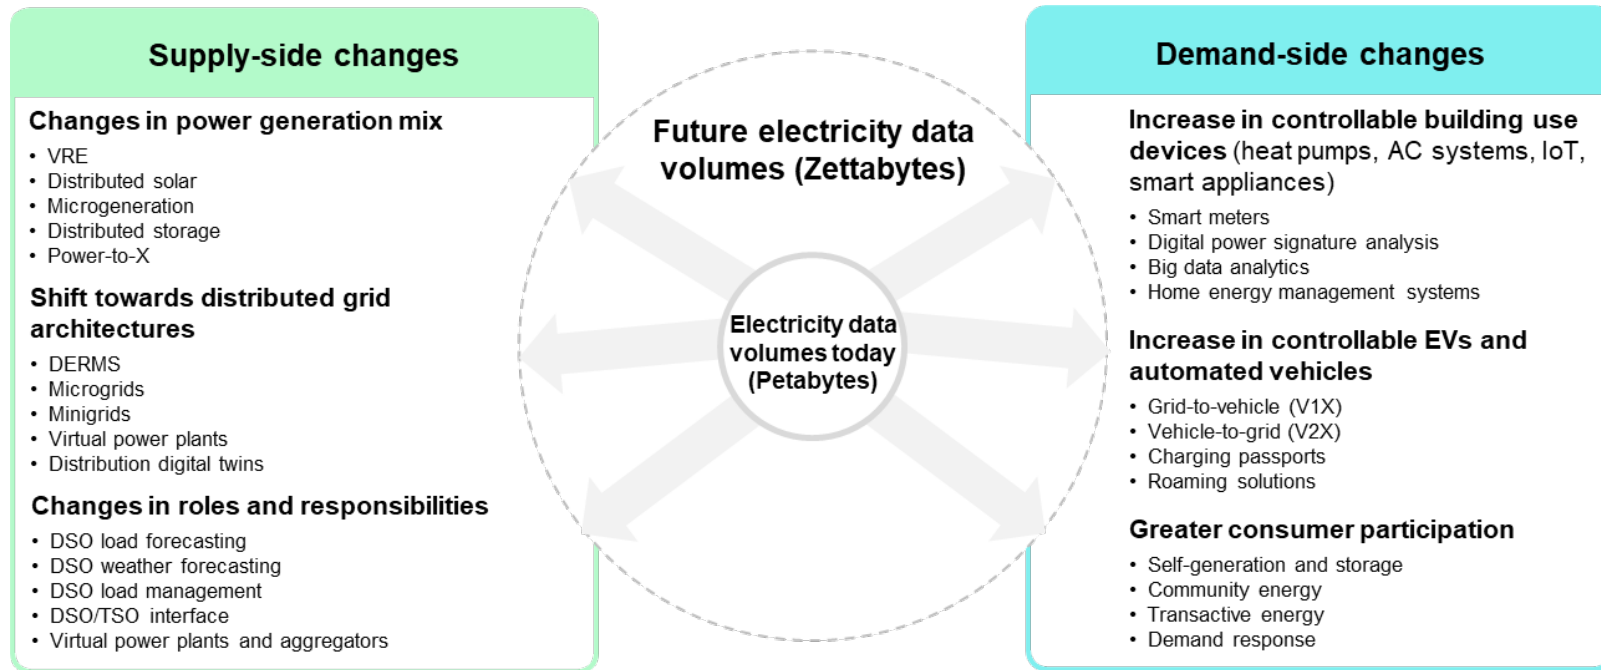 Supply-side changes
Changes in power generation mix
• VRE
• Distributed solar
• Microgeneration
• Distributed storage
• Power-to-X
Shift towards distributed grid
architectures
• DERMS
• Microgrids
• Minigrids
• Virtual power plants
• Distribution digital twins
Changes in roles and responsibilities
• DSO load forecasting
• DSO weather forecasting
• DSO load management
• DSO/TSO interface
• Virtual power plants and aggregators
Future electricity data
volumes (Zettabytes)
Electricity data
volumes today
(Petabytes)
Demand-side changes
Increase in controllable building use
devices (heat pumps, AC systems, IoT,
smart appliances)
• Smart meters
• Digital power signature analysis
• Big data analytics
• Home energy management systems
Increase in controllable EVs and
automated vehicles
• Grid-to-vehicle (V1X)
• Vehicle-to-grid (V2X)
• Charging passports
• Roaming solutions
Greater consumer participation
• Self-generation and storage
• Community energy
• Transactive energy
• Demand response